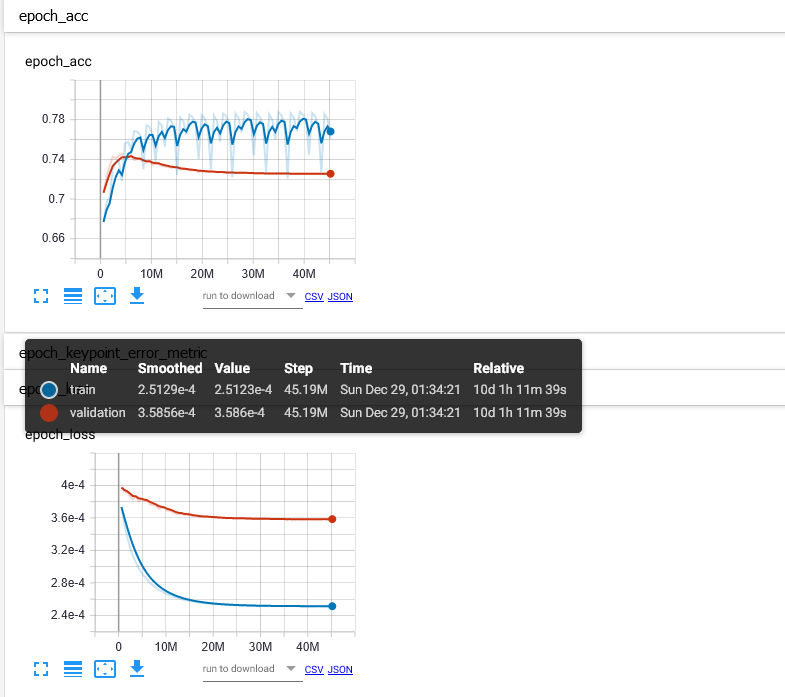 epoch_acc
epoch_acc
0.78
0.74
0.7
0.66
0 10M 20M 30M 40M
run to download CSV JSON
epoch_keypoint_error_metric
Name Smoothed Value Step Time Relative
train 2.5129e-4 2.5123e-4 45.19M Sun Dec 29, 01:34:21 10d 1h 11m 39s
validation 3.5856e-4 3.586e-4 45.19M Sun Dec 29, 01:34:21 10d 1h 11m 39s
epoch_loss
4e-4
3.6e-4
3.2e-4
2.8e-4
2.4e-4
0 10M 20M 30M 40M
run to download CSV JSON